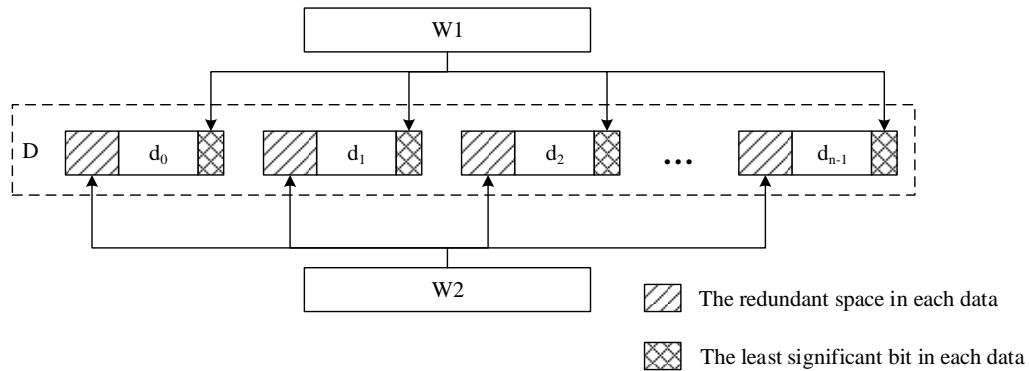 W1
D
d0 d1 d2 ... dn-1
W2
The redundant space in each data
The least significant bit in each data